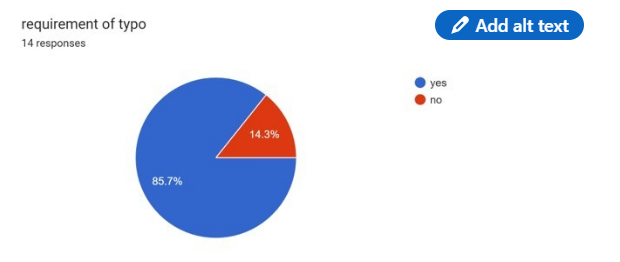 requirement of typo
14 responses
Add alt text
yes
no
14.3%
85.7%